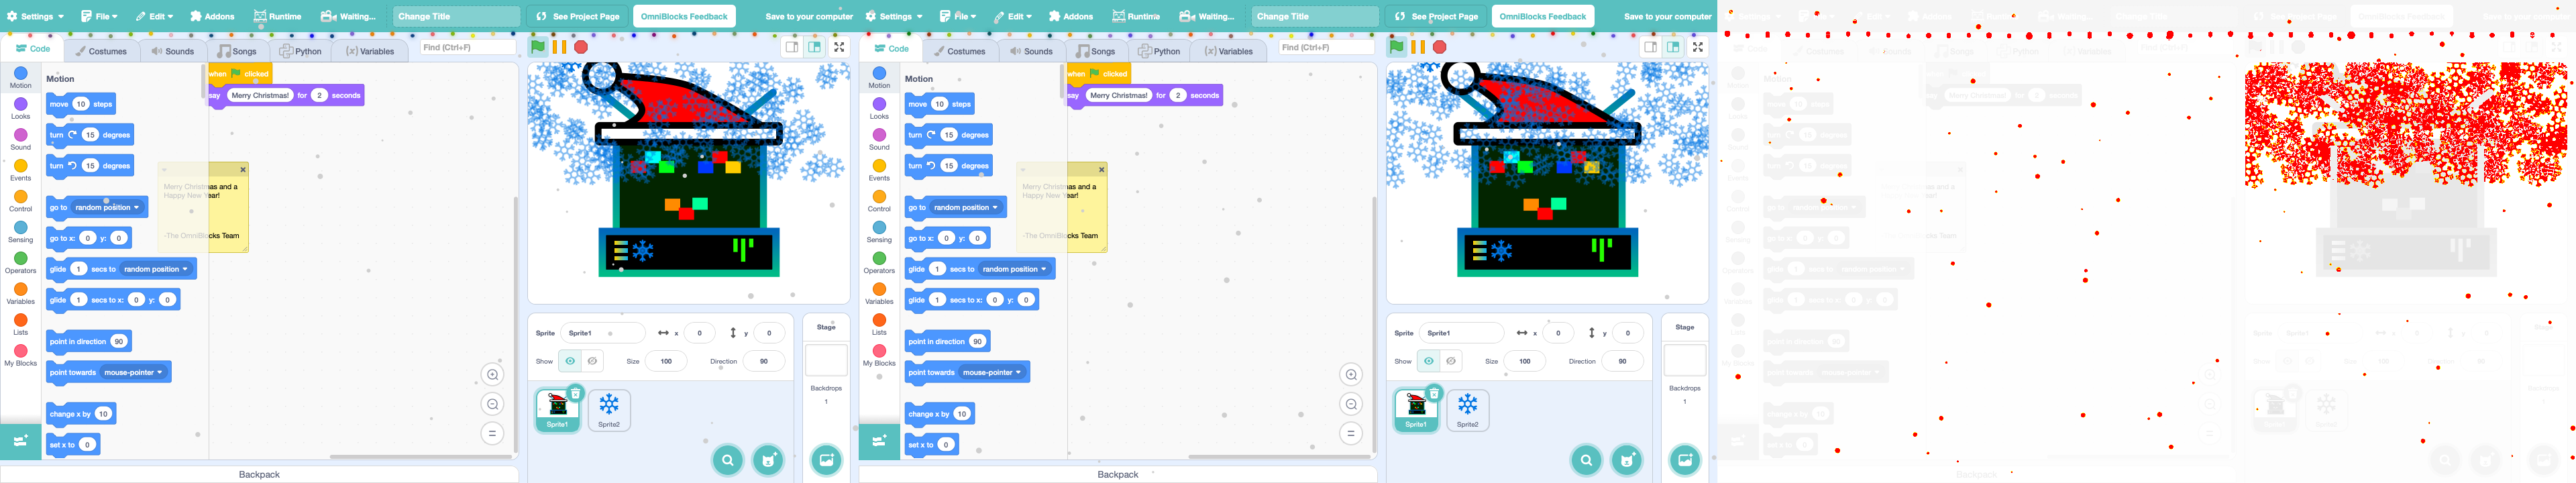 Settings File Edit Addons Runtime Waiting... Change Title See Project Page OmniBlocks Feedback Save to your computer
Code Costumes Sounds Songs Python (x) Variables Find (Ctrl+F)
Motion
Looks
Sound
Events
Control
Sensing
Operators
Variables
Lists
My Blocks
Motion
move 10 steps
turn 15 degrees
turn 15 degrees
go to random position
go to x: 0 y: 0
glide 1 secs to random position
glide 1 secs to x: 0 y: 0
point in direction 90
point towards mouse-pointer
change x by 10
set x to 0
when clicked
say Merry Christmas! for 2 seconds
Merry Christmas and a
Happy New Year!
-The OmniBlocks Team
Backpack
Sprite Sprite1 x 0 y 0
Show Size 100 Direction 90
Sprite1 Sprite2
Stage
Backdrops
1
Settings File Edit Addons Runtime Waiting... Change Title See Project Page OmniBlocks Feedback Save to your computer
Code Costumes Sounds Songs Python (x) Variables Find (Ctrl+F)
Motion
Looks
Sound
Events
Control
Sensing
Operators
Variables
Lists
My Blocks
Motion
move 10 steps
turn 15 degrees
turn 15 degrees
go to random position
go to x: 0 y: 0
glide 1 secs to random position
glide 1 secs to x: 0 y: 0
point in direction 90
point towards mouse-pointer
change x by 10
set x to 0
when clicked
say Merry Christmas! for 2 seconds
Merry Christmas and a
Happy New Year!
-The OmniBlocks Team
Backpack
Sprite Sprite1 x 0 y 0
Show Size 100 Direction 90
Sprite1 Sprite2
Stage
Backdrops
1
Backpack